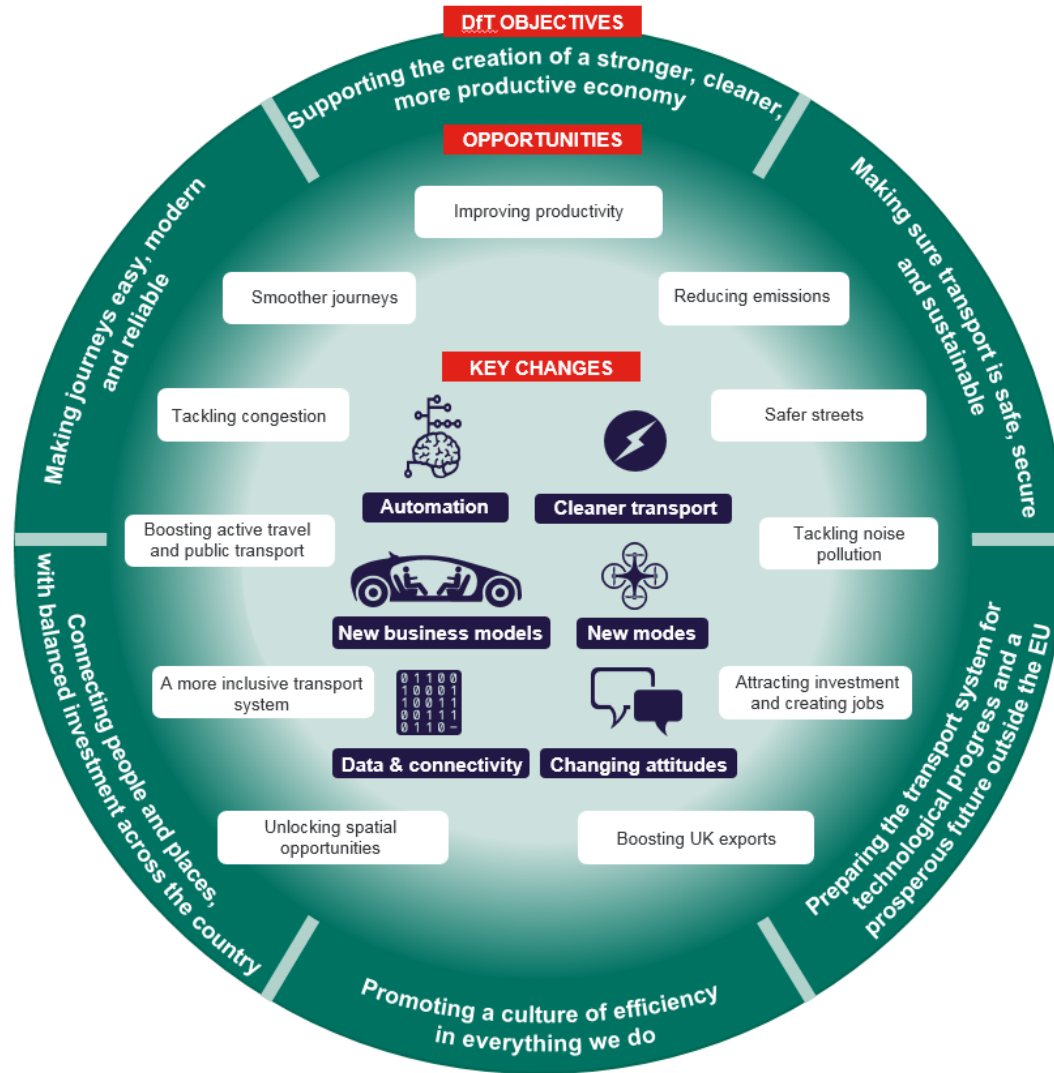 DfT OBJECTIVES
Supporting the creation of a stronger, cleaner,
more productive economy
Making sure transport is safe, secure
and sustainable
Preparing the transport system for
technological progress and a
prosperous future outside the EU
Promoting a culture of efficiency
in everything we do
Connecting people and places,
with balanced investment across the country
Making journeys easy, modern
and reliable
OPPORTUNITIES
Improving productivity
Smoother journeys
Reducing emissions
Tackling congestion
Safer streets
Boosting active travel
and public transport
Tackling noise
pollution
A more inclusive transport
system
Attracting investment
and creating jobs
Unlocking spatial
opportunities
Boosting UK exports
KEY CHANGES
Automation
Cleaner transport
New business models
New modes
01100
10001
10011
00111
0110–
Data & connectivity
Changing attitudes